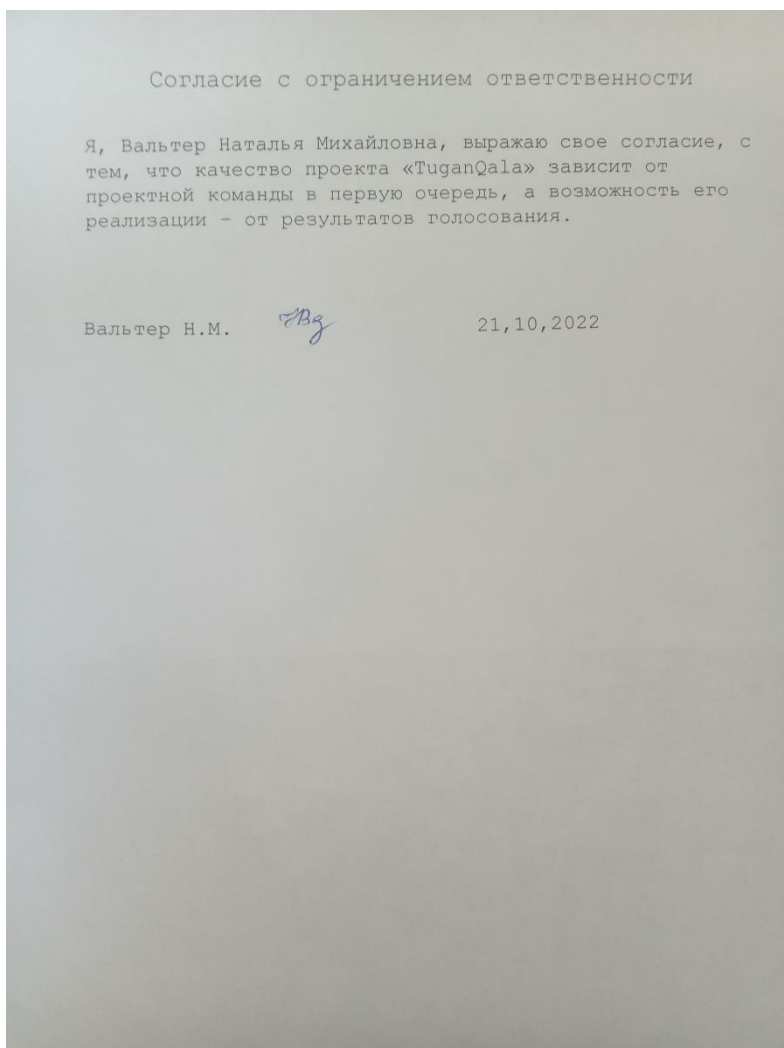 Согласие с ограничением ответственности
Я, Вальтер Наталья Михайловна, выражаю свое согласие, с
тем, что качество проекта «TuganQala» зависит от
проектной команды в первую очередь, а возможность его
реализации – от результатов голосования.
Вальтер Н.М. 21,10,2022